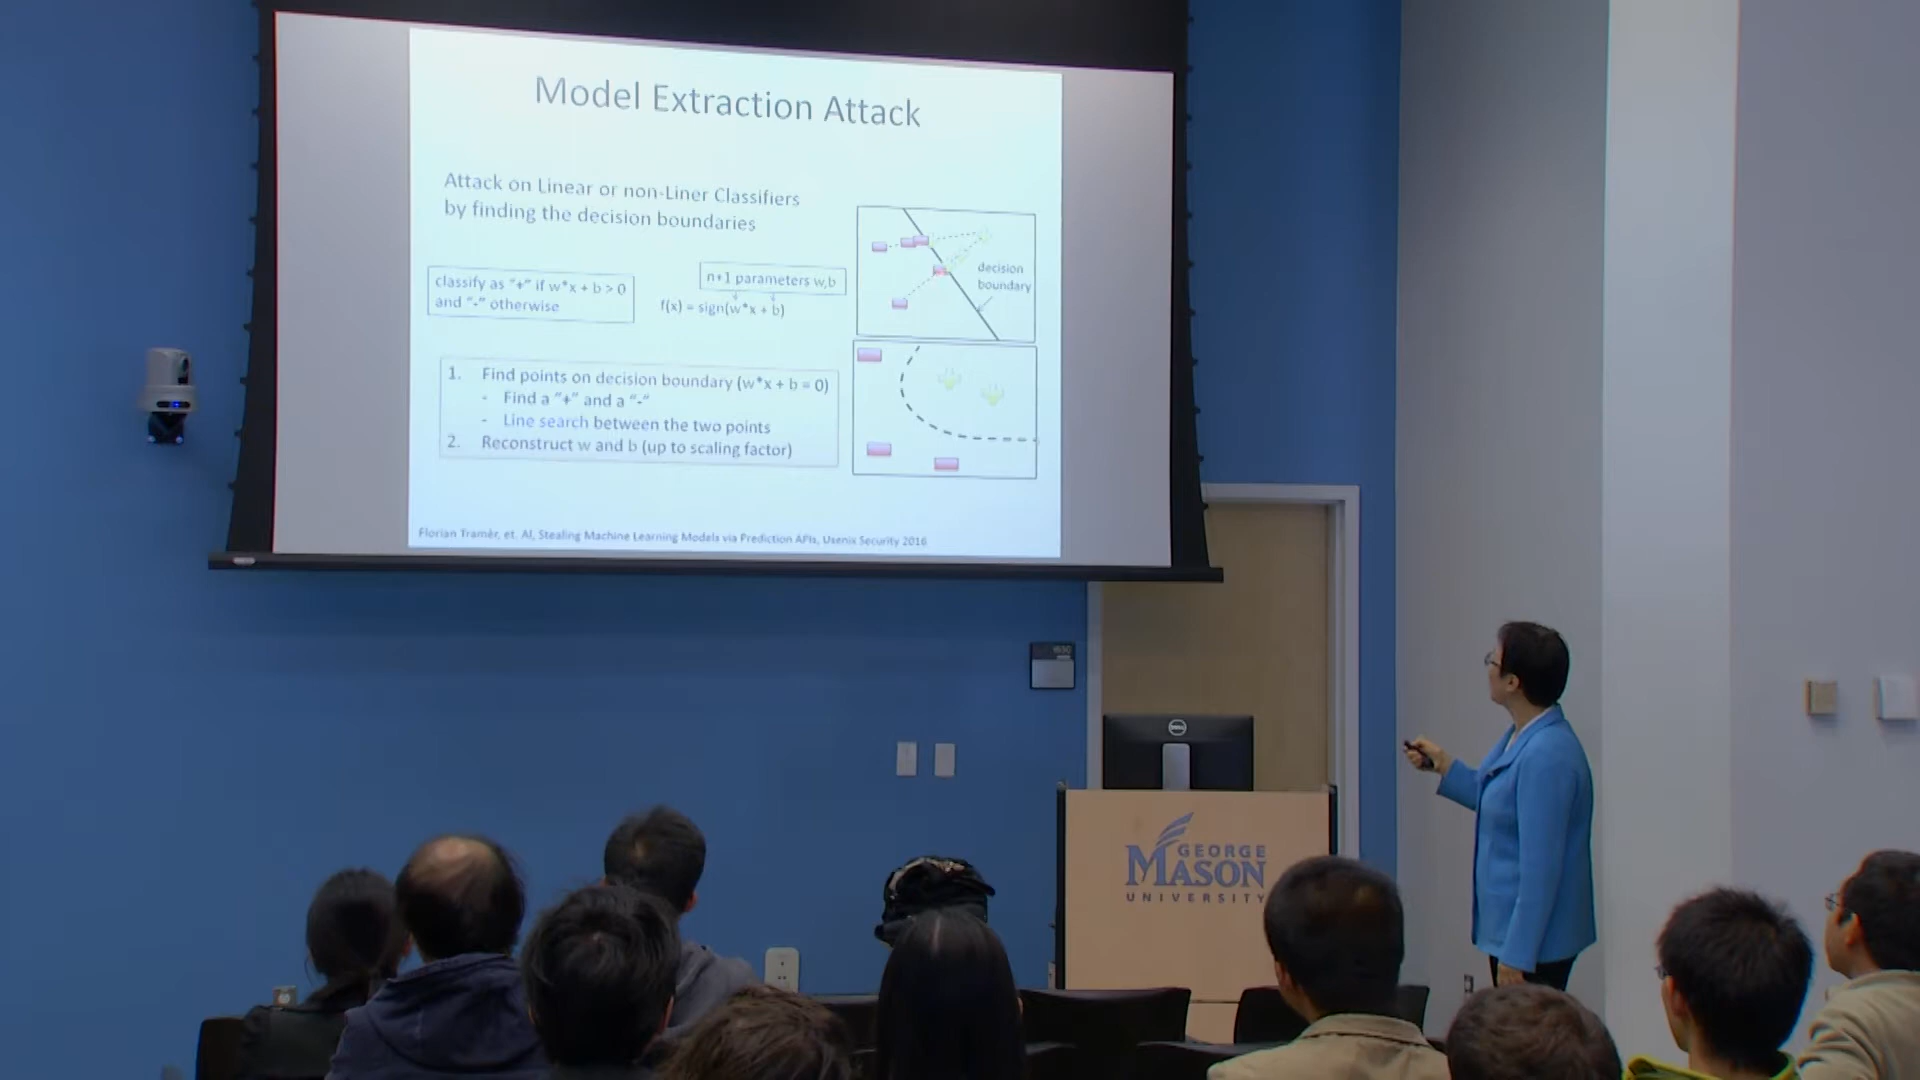 Model Extraction Attack
Attack on Linear or non-Liner Classifiers
by finding the decision boundaries
classify as "+" if w*x + b > 0
and "-" otherwise
n+1 parameters w,b
f(x) = sign(w*x + b)
decision
boundary
1. Find points on decision boundary (w*x + b = 0)
- Find a "+" and a "-"
- Line search between the two points
2. Reconstruct w and b (up to scaling factor)
Florian Tramèr, et. Al, Stealing Machine Learning Models via Prediction APIs, Usenix Security 2016
DELL
GEORGE
MASON
UNIVERSITY